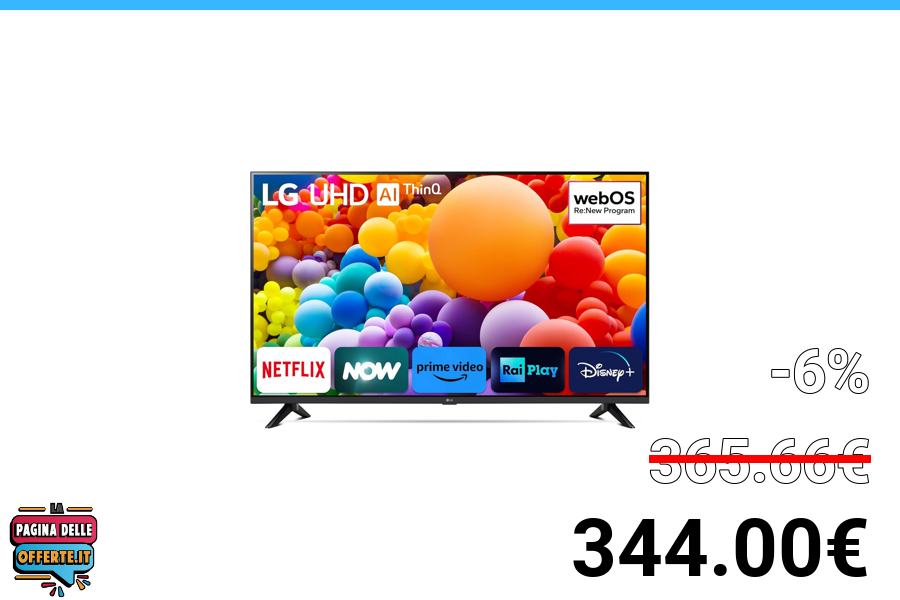 LG UHD AI ThinQ
webOS
Re:New Program
NETFLIX
NOW
prime video
Rai Play
Disney+
-6%
365.66€
344.00€
LA
PAGINA DELLE
OFFERTE.IT